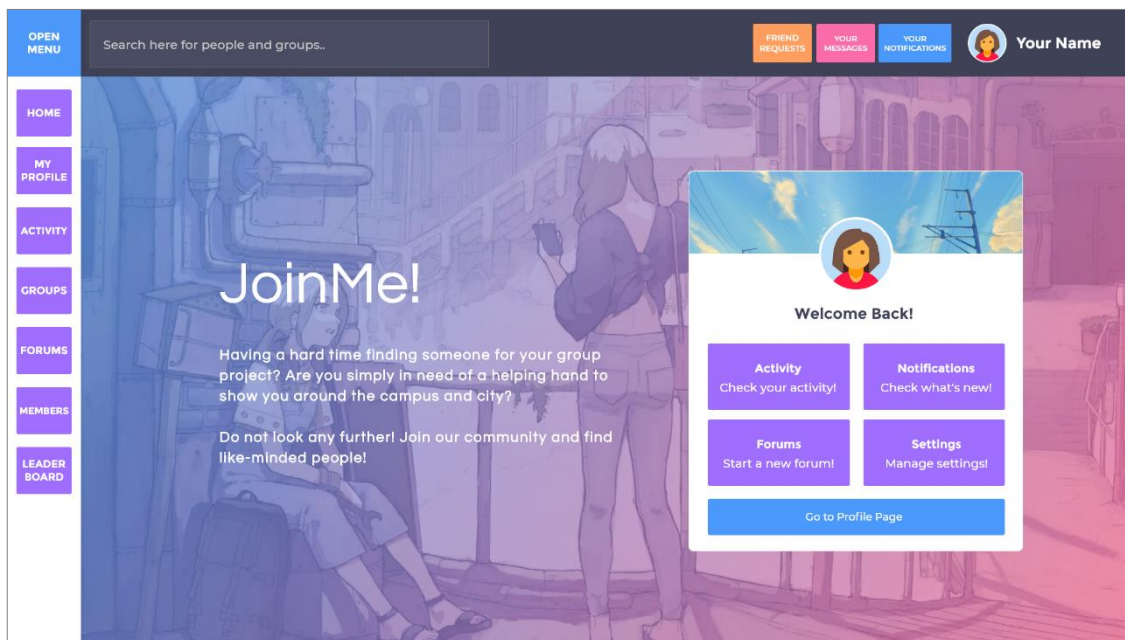 OPEN
MENU
Search here for people and groups..
FRIEND
REQUESTS
YOUR
MESSAGES
YOUR
NOTIFICATIONS
Your Name
HOME
MY
PROFILE
ACTIVITY
GROUPS
FORUMS
MEMBERS
LEADER
BOARD
JoinMe!
Having a hard time finding someone for your group
project? Are you simply in need of a helping hand to
show you around the campus and city?
Do not look any further! Join our community and find
like-minded people!
Welcome Back!
Activity
Check your activity!
Notifications
Check what's new!
Forums
Start a new forum!
Settings
Manage settings!
Go to Profile Page